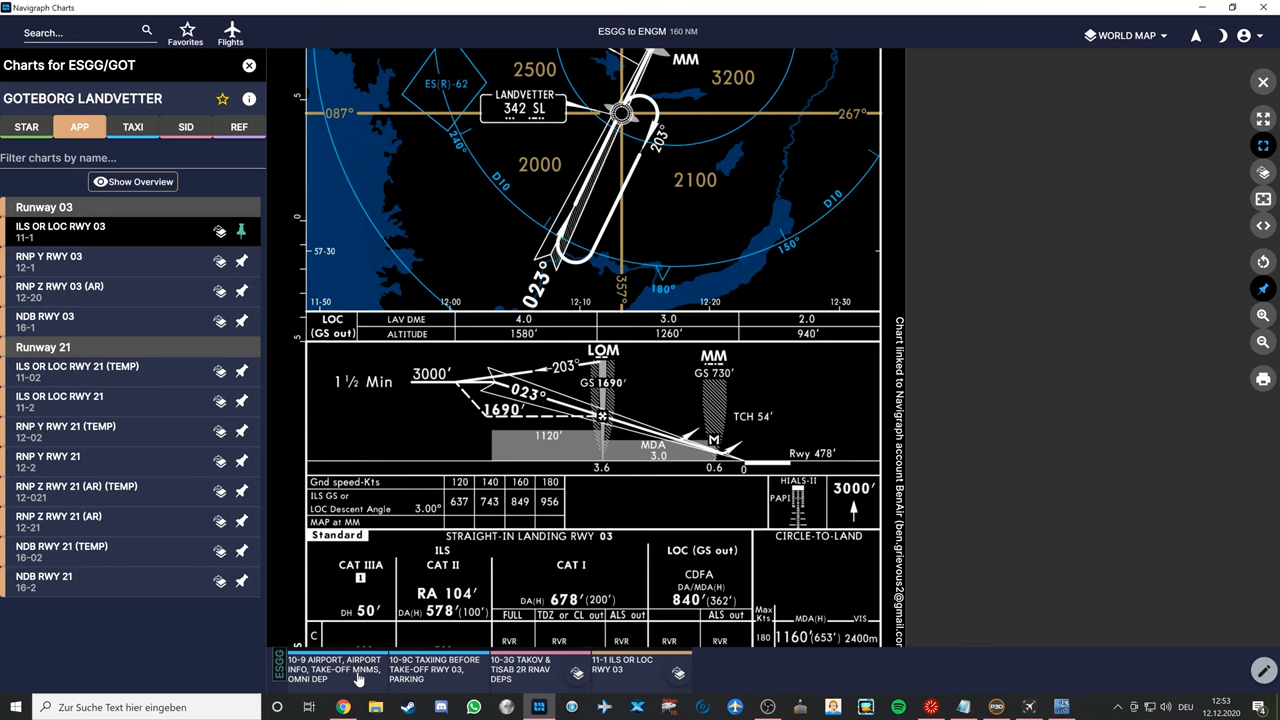 Navigraph Charts
Search...
Favorites
Flights
ESGG to ENGM 160 NM
WORLD MAP
Charts for ESGG/GOT
GOTEBORG LANDVETTER
STAR
APP
TAXI
SID
REF
Filter charts by name...
Show Overview
Runway 03
ILS OR LOC RWY 03
11-1
RNP Y RWY 03
12-1
RNP Z RWY 03 (AR)
12-20
NDB RWY 03
16-1
Runway 21
ILS OR LOC RWY 21 (TEMP)
11-02
ILS OR LOC RWY 21
11-2
RNP Y RWY 21 (TEMP)
12-02
RNP Y RWY 21
12-2
RNP Z RWY 21 (AR) (TEMP)
12-021
RNP Z RWY 21 (AR)
12-21
NDB RWY 21 (TEMP)
16-02
NDB RWY 21
16-2
MM
2500
3200
ES(R)-62
LANDVETTER
342 SL
087°
267°
240°
203°
2000
2100
D10
D10
150°
180°
023°
357°
5
0
57-30
11-50
12-00
12-10
12-20
12-30
5
LOC
(GS out)
LAV DME 4.0 3.0 2.0
ALTITUDE 1580' 1260' 940'
LOM
MM
GS 730'
1 1/2 Min
3000'
203°
GS 1690'
023°
1690'
TCH 54'
1120'
MDA
3.0
M
Rwy 478'
3.6
0.6
0
Gnd speed-Kts 120 140 160 180
ILS GS or
LOC Descent Angle 3.00° 637 743 849 956
MAP at MM
HIALS-II
PAPI
3000'
Standard
STRAIGHT-IN LANDING RWY 03
CIRCLE-TO-LAND
ILS
LOC (GS out)
CAT IIIA
1
CAT II
CAT I
CDFA
RA 104'
DA/MDA(H)
DH 50'
DA(H) 578'(100')
DA(H) 678'(200')
840'(362')
FULL
TDZ or CL out
ALS out
ALS out
Max
Kts
MDA(H)
VIS
C
RVR
RVR
RVR
RVR
RVR
180
1160'(653')
2400m
Chart linked to Navigraph account BenAir (ben.grievous2@gmail.cor
ESGG
10-9 AIRPORT, AIRPORT
INFO, TAKE-OFF MNMS,
OMNI DEP
10-9C TAXIING BEFORE
TAKE-OFF RWY 03,
PARKING
10-3G TAKOV &
TISAB 2R RNAV
DEPS
11-1 ILS OR LOC
RWY 03
Zur Suche Text hier eingeben
DEU
12:53
12.12.2020